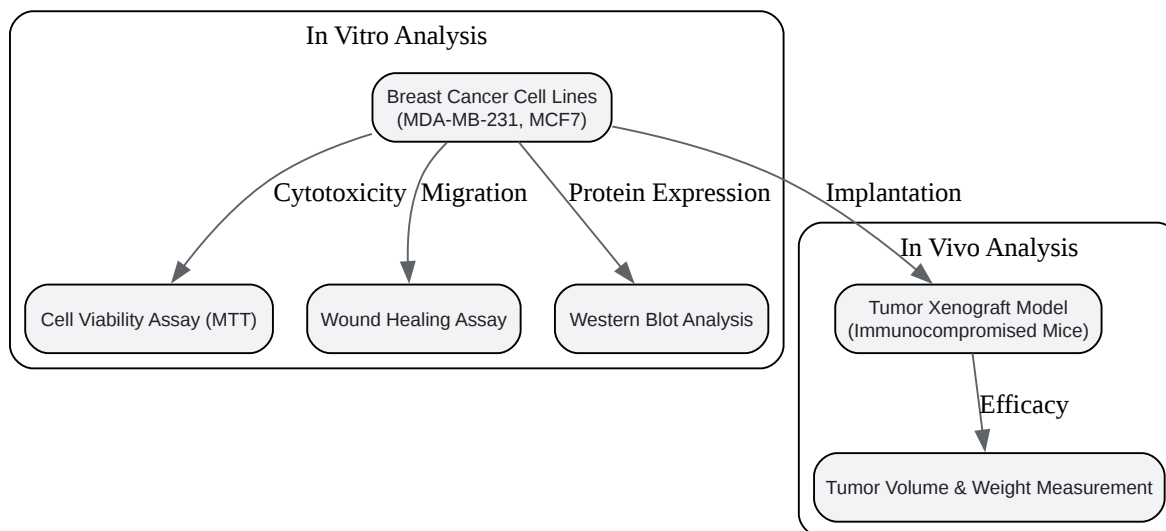 In Vitro Analysis
Breast Cancer Cell Lines
(MDA-MB-231, MCF7)
Cytotoxicity
Migration
Protein Expression
Implantation
In Vivo Analysis
Cell Viability Assay (MTT)
Wound Healing Assay
Western Blot Analysis
Tumor Xenograft Model
(Immunocompromised Mice)
Efficacy
Tumor Volume & Weight Measurement